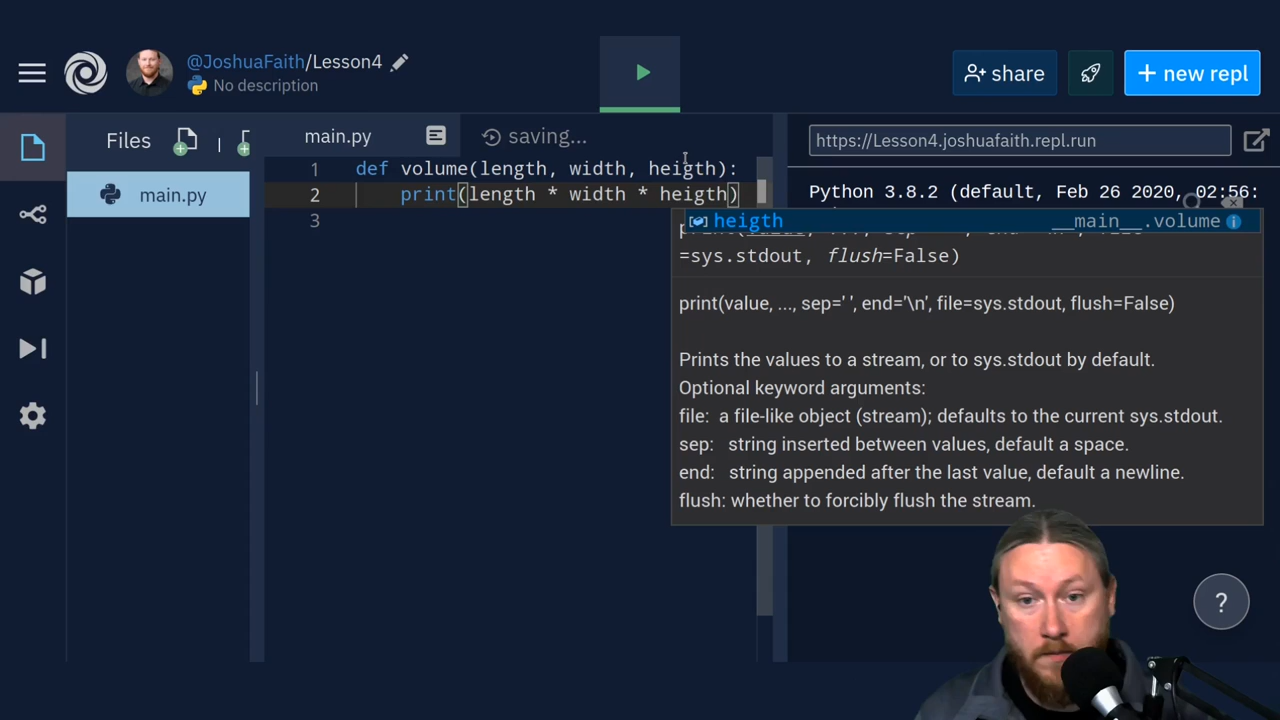 @JoshuaFaith/Lesson4
No description
share
+ new repl
Files
main.py
saving...
https://Lesson4.joshuafaith.repl.run
main.py
1 def volume(length, width, heigth):
2 print(length * width * heigth)
3
Python 3.8.2 (default, Feb 26 2020, 02:56:
heigth __main__.volume
=sys.stdout, flush=False)
print(value, ..., sep=' ', end='\n', file=sys.stdout, flush=False)
Prints the values to a stream, or to sys.stdout by default.
Optional keyword arguments:
file: a file-like object (stream); defaults to the current sys.stdout.
sep: string inserted between values, default a space.
end: string appended after the last value, default a newline.
flush: whether to forcibly flush the stream.
?